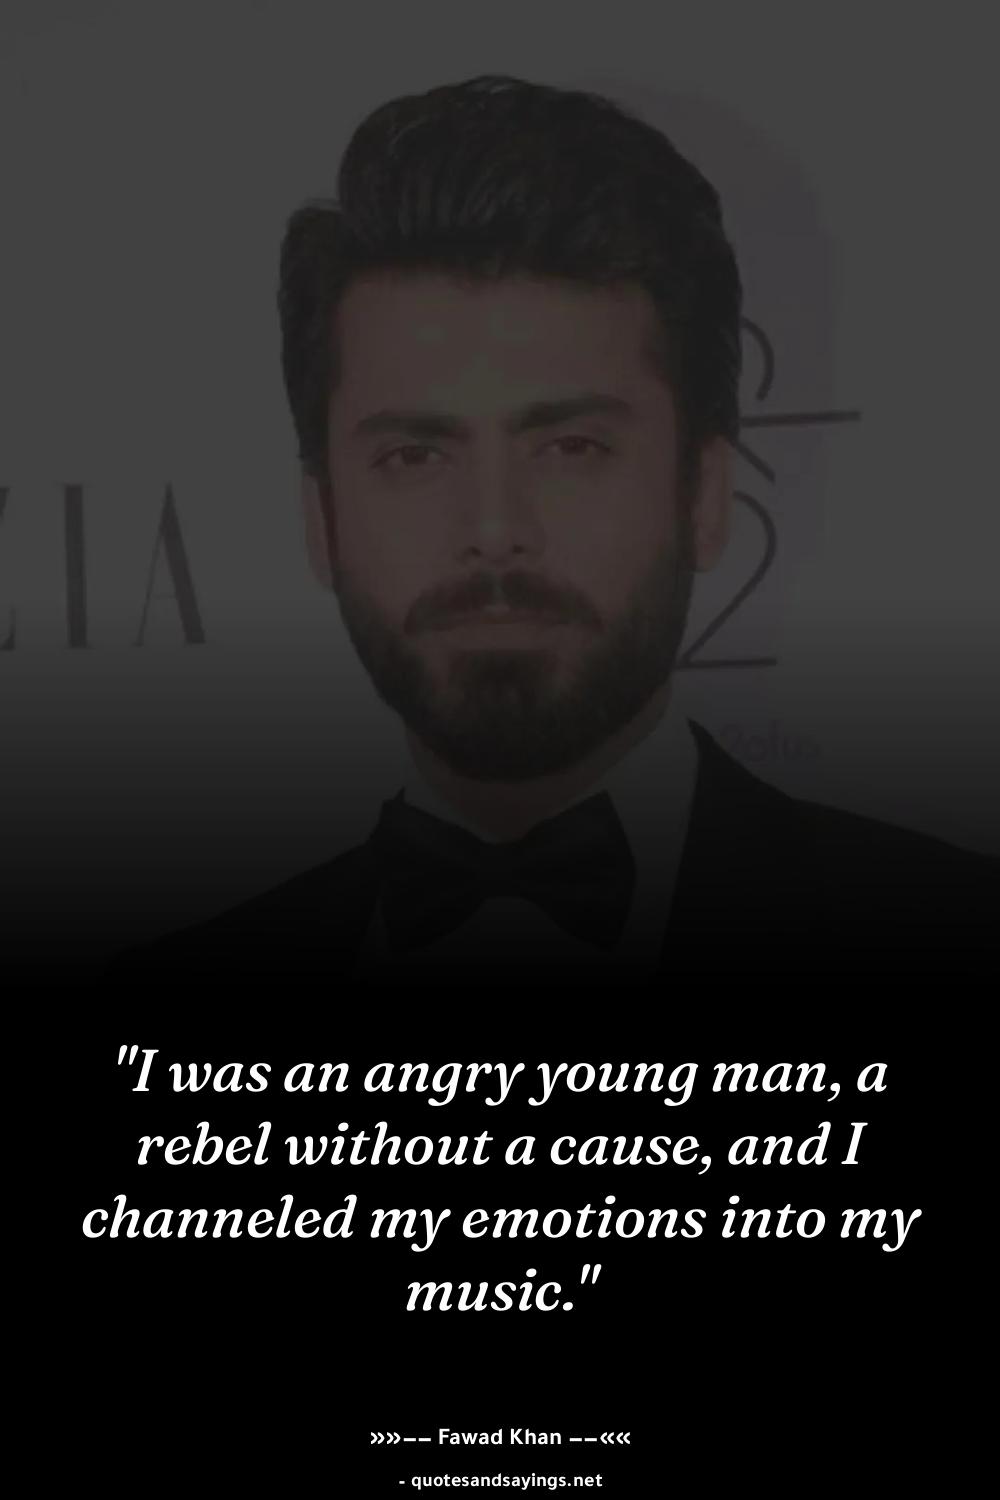 ZIA
"I was an angry young man, a
rebel without a cause, and I
channeled my emotions into my
music."
»»−− Fawad Khan −−««
- quotesandsayings.net